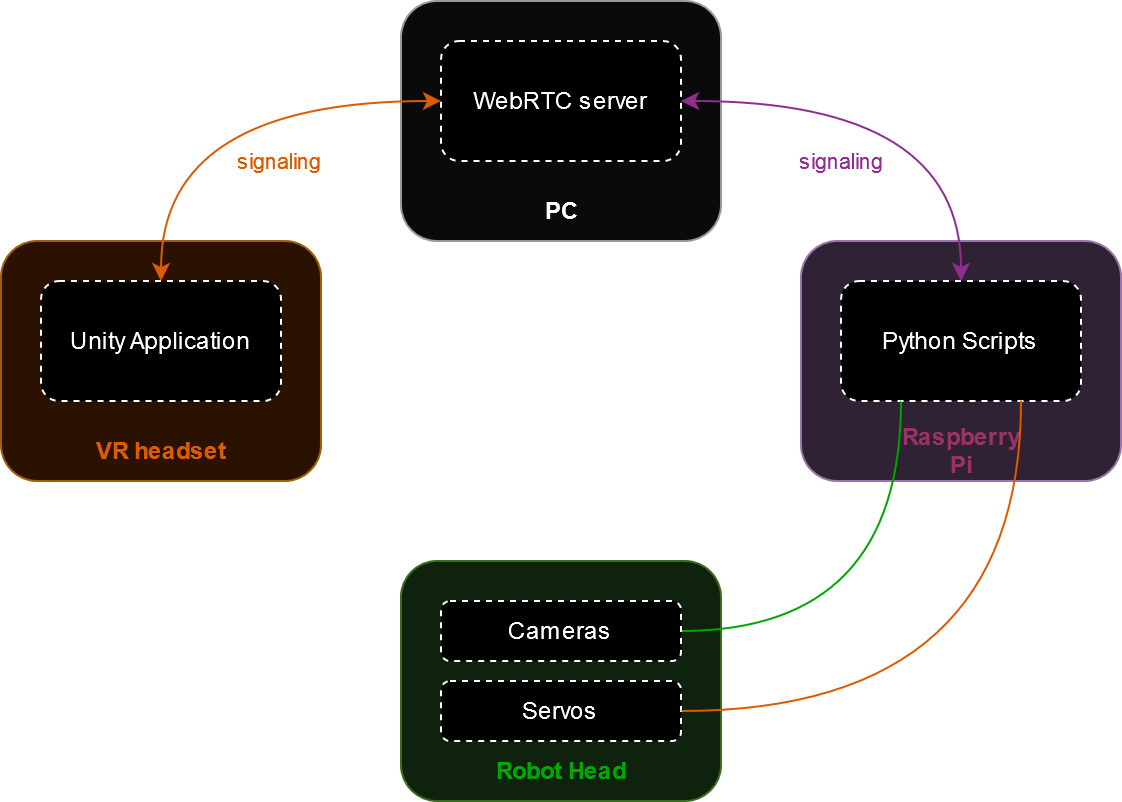 WebRTC server
signaling
signaling
PC
Unity Application
Python Scripts
VR headset
Raspberry
Pi
Cameras
Servos
Robot Head